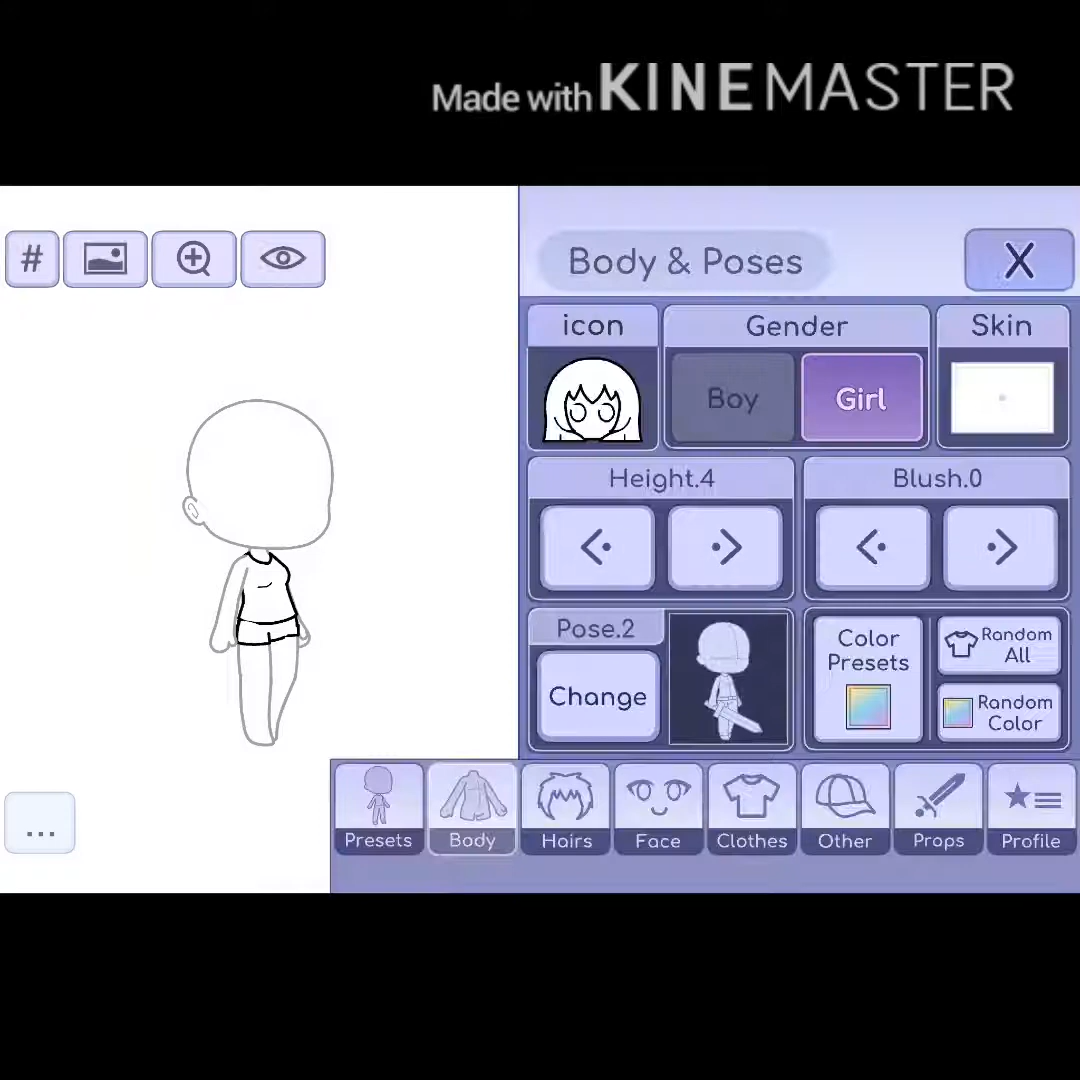 Made with KINEMASTER
#
Body & Poses
X
icon
Gender
Skin
Boy
Girl
Height.4
Blush.0
Pose.2
Change
Color
Presets
Random
All
Random
Color
...
Presets
Body
Hairs
Face
Clothes
Other
Props
Profile